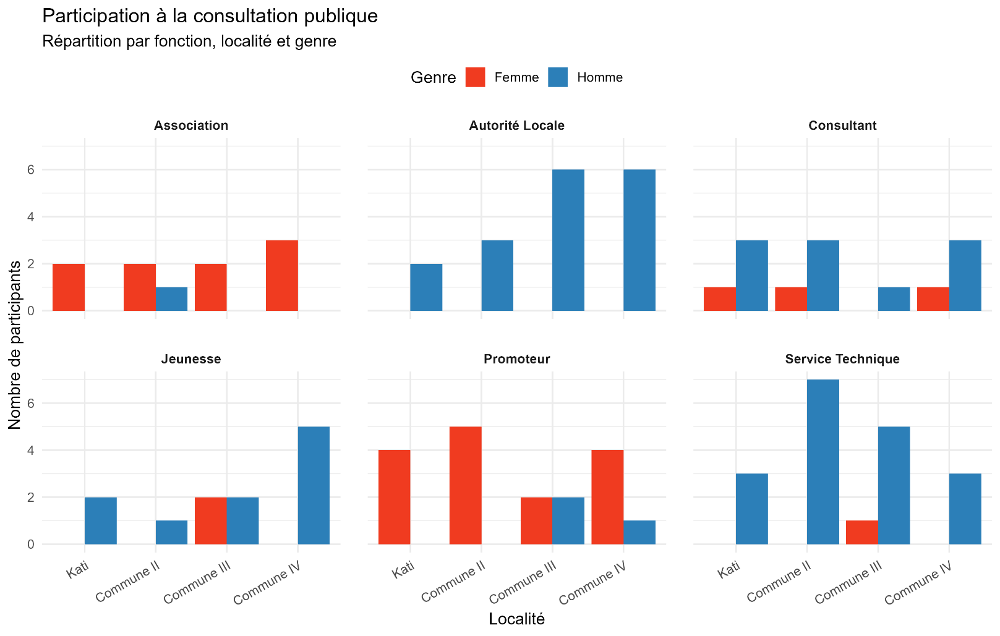 Participation à la consultation publique
Répartition par fonction, localité et genre
Genre Femme Homme
Association Autorité Locale Consultant
6
4
2
0
Nombre de participants
Jeunesse Promoteur Service Technique
6
4
2
0
Kati Commune II Commune III Commune IV Kati Commune II Commune III Commune IV Kati Commune II Commune III Commune IV
Localité